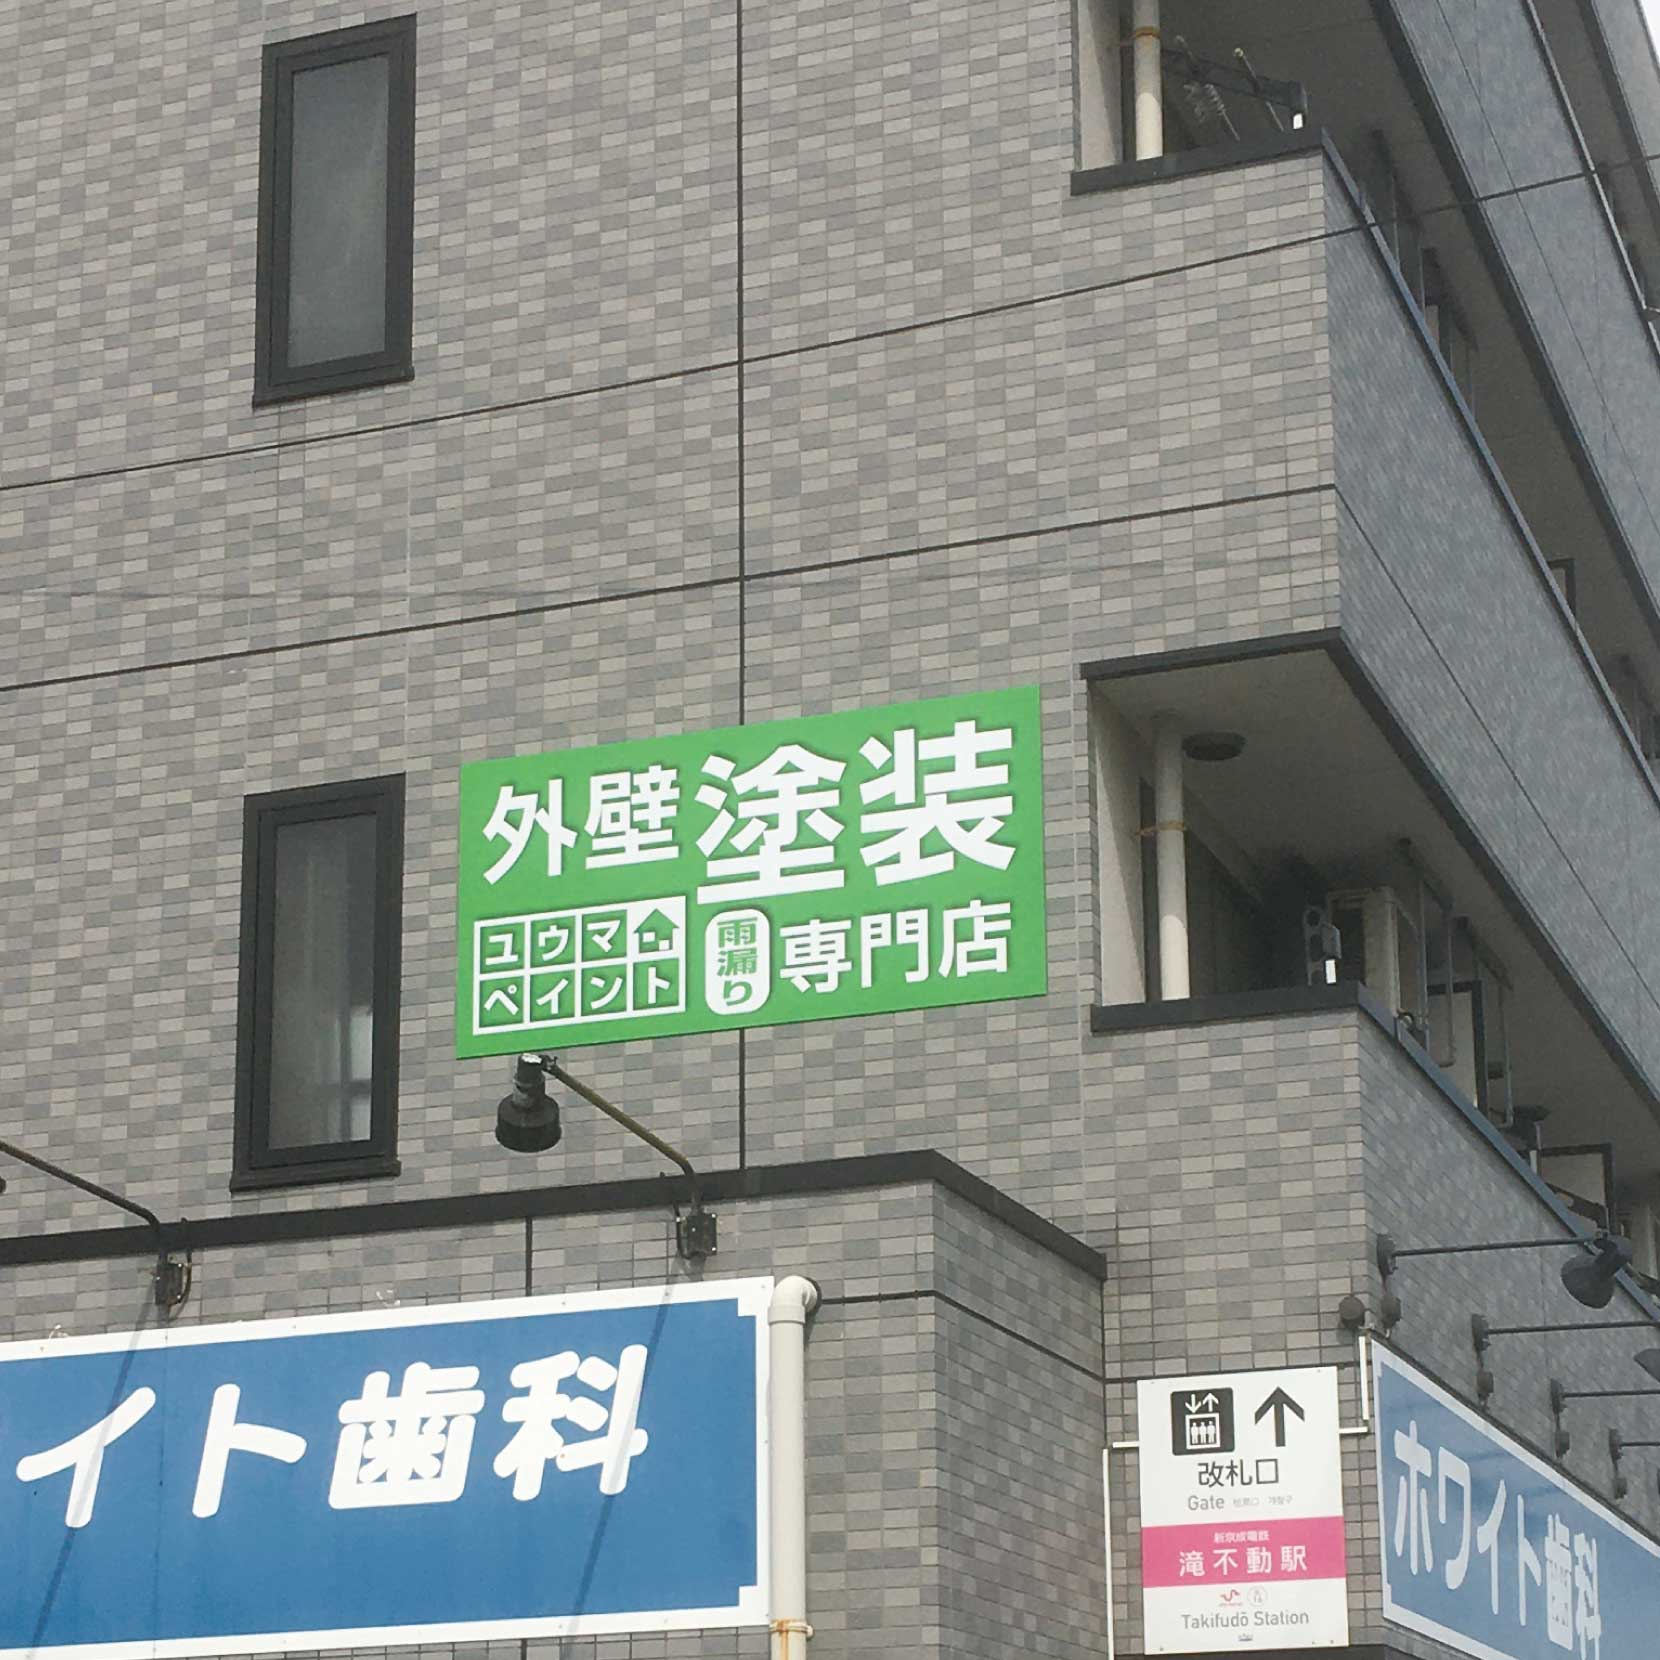 外壁塗装
ユウマ
ペイント
雨漏り
専門店
イト歯科
改札口
Gate
新京成電鉄
滝不動駅
Takifudō Station
ホワイト歯科